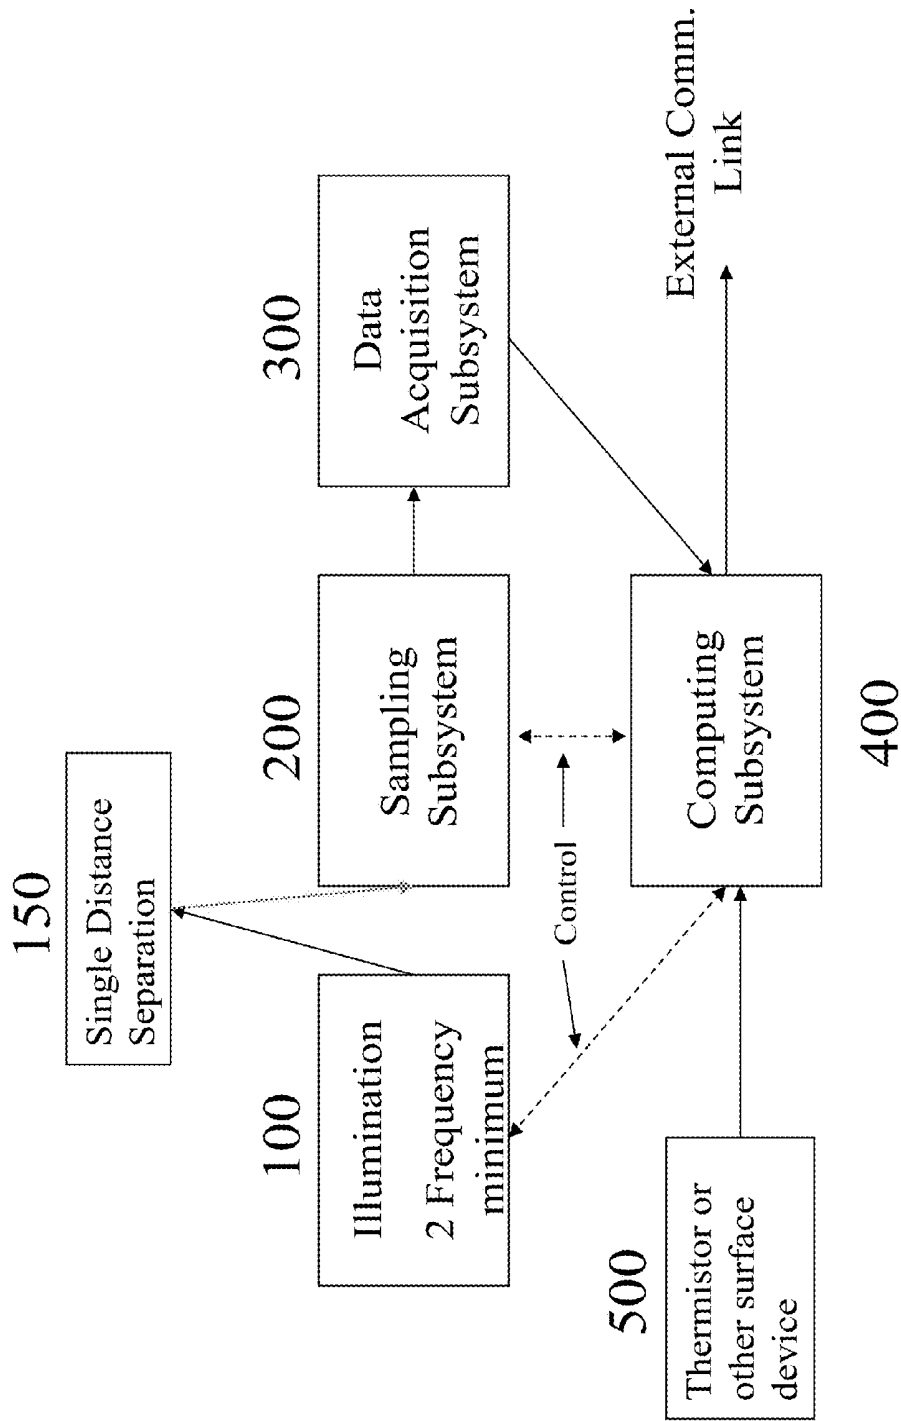 150
Single Distance
Separation
100
Illumination
2 Frequency
minimum
200
Sampling
Subsystem
300
Data
Acquisition
Subsystem
Control
500
Thermistor or
other surface
device
Computing
Subsystem
400
External Comm.
Link